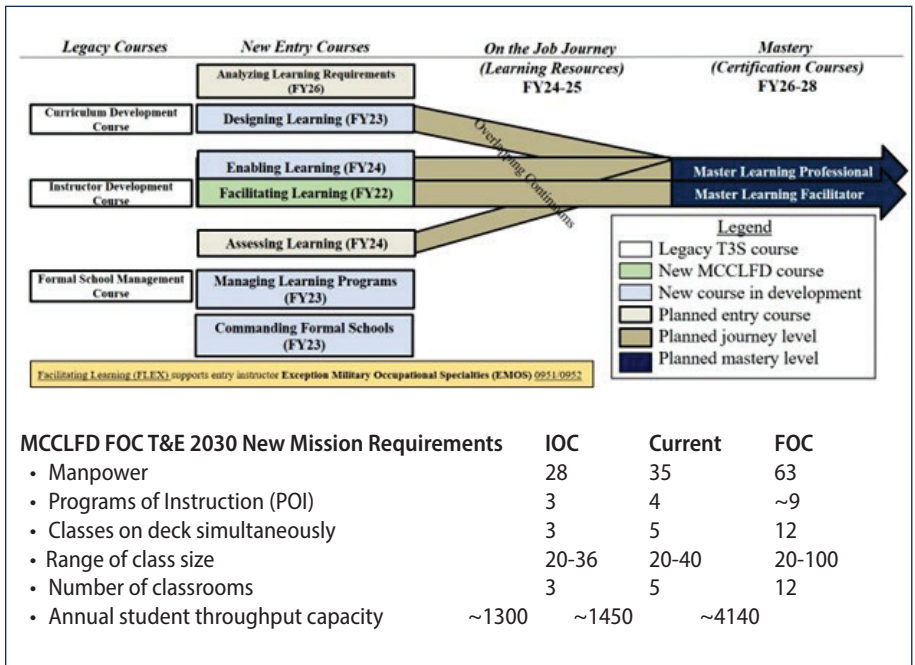 Legacy Courses
New Entry Courses
On the Job Journey
(Learning Resources)
FY24-25
Mastery
(Certification Courses)
FY26-28
Analyzing Learning Requirements
(FY26)
Curriculum Development
Course
Designing Learning (FY23)
Overlapping Continuums
Enabling Learning (FY24)
Master Learning Professional
Instructor Development
Course
Facilitating Learning (FY22)
Master Learning Facilitator
Assessing Learning (FY24)
Formal School Management
Course
Managing Learning Programs
(FY23)
Commanding Formal Schools
(FY23)
Legend
Legacy T3S course
New MCCLFD course
New course in development
Planned entry course
Planned journey level
Planned mastery level
Facilitating Learning (FLEX) supports entry instructor Exception Military Occupational Specialties (EMOS) 0951/0952
MCCLFD FOC T&E 2030 New Mission Requirements IOC Current FOC
• Manpower 28 35 63
• Programs of Instruction (POI) 3 4 ~9
• Classes on deck simultaneously 3 5 12
• Range of class size 20-36 20-40 20-100
• Number of classrooms 3 5 12
• Annual student throughput capacity ~1300 ~1450 ~4140